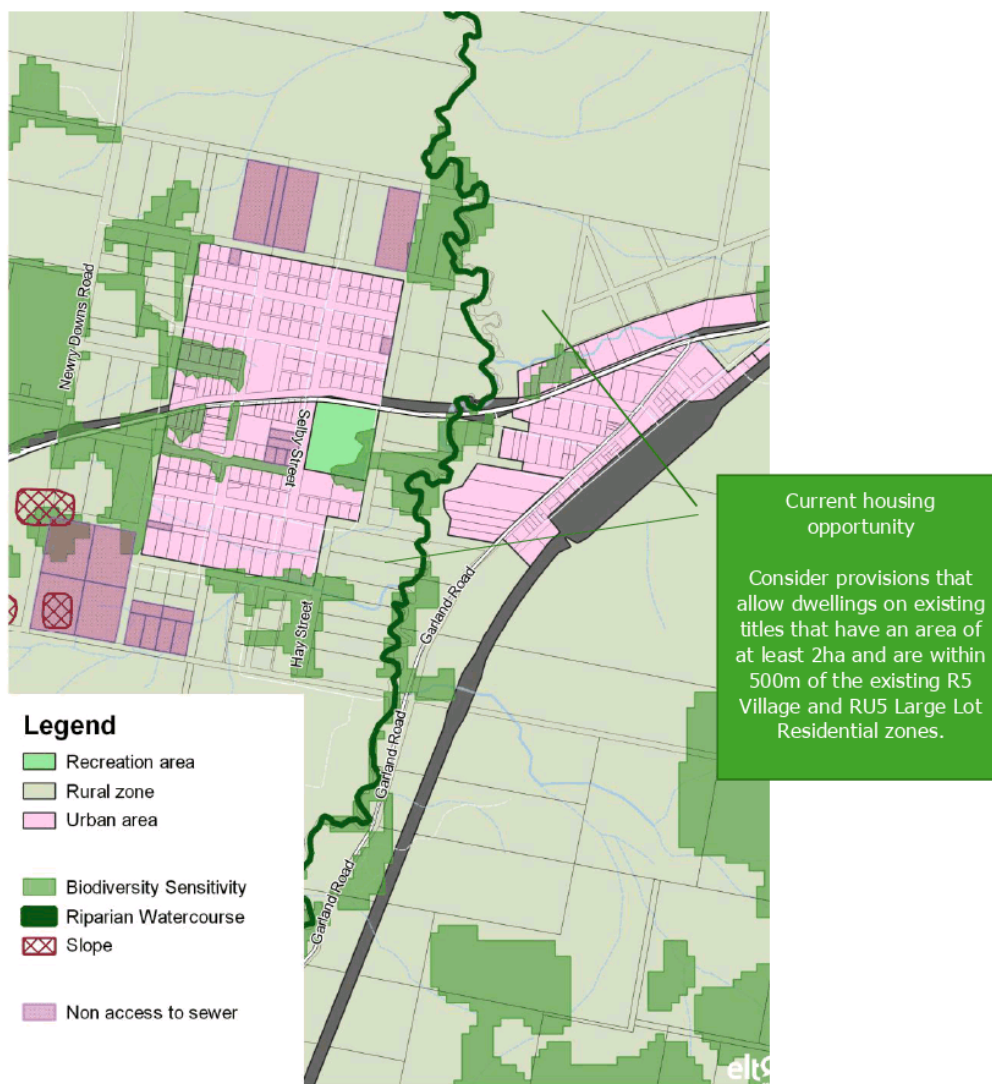 Newry Downs Road
Selby Street
Hay Street
Garland Road
Garland Road
Garland Road
Current housing
opportunity
Consider provisions that
allow dwellings on existing
titles that have an area of
at least 2ha and are within
500m of the existing R5
Village and RU5 Large Lot
Residential zones.
Legend
Recreation area
Rural zone
Urban area
Biodiversity Sensitivity
Riparian Watercourse
Slope
Non access to sewer